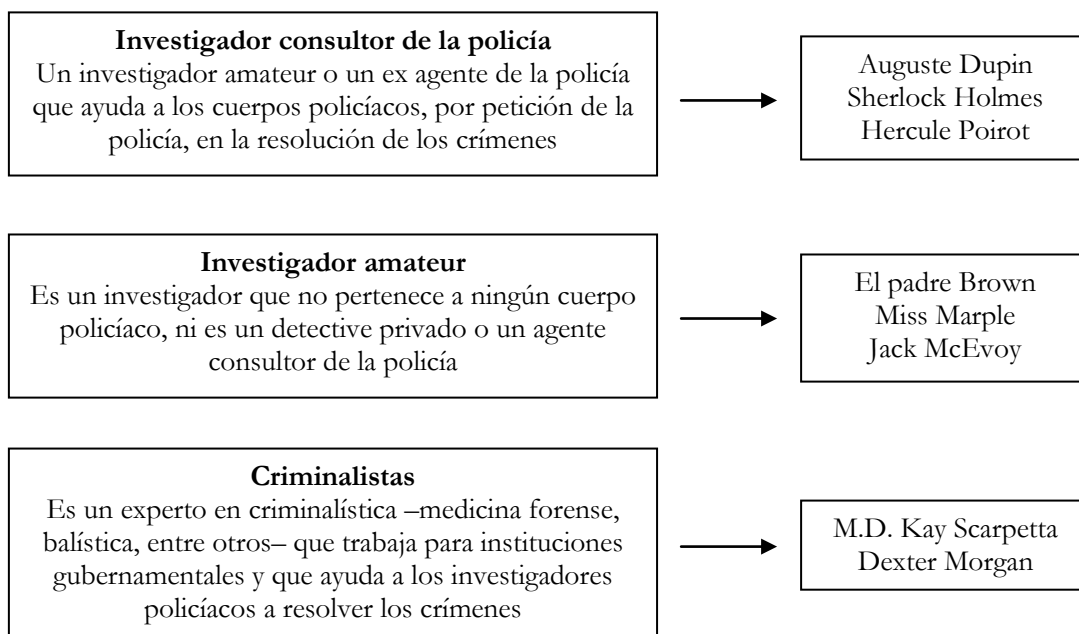 Investigador consultor de la policía
Un investigador amateur o un ex agente de la policía
que ayuda a los cuerpos policíacos, por petición de la
policía, en la resolución de los crímenes
Auguste Dupin
Sherlock Holmes
Hercule Poirot
Investigador amateur
Es un investigador que no pertenece a ningún cuerpo
policíaco, ni es un detective privado o un agente
consultor de la policía
El padre Brown
Miss Marple
Jack McEvoy
Criminalistas
Es un experto en criminalística –medicina forense,
balística, entre otros– que trabaja para instituciones
gubernamentales y que ayuda a los investigadores
policíacos a resolver los crímenes
M.D. Kay Scarpetta
Dexter Morgan